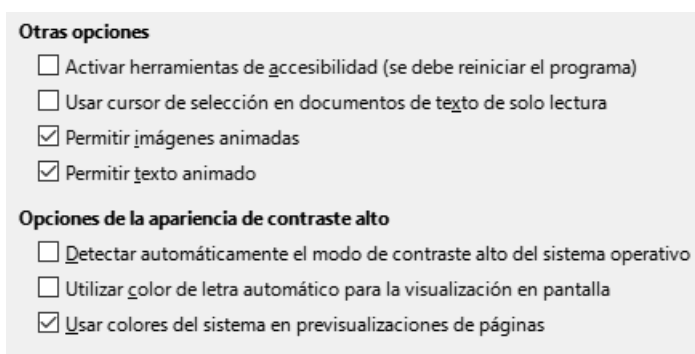 Otras opciones
Activar herramientas de accesibilidad (se debe reiniciar el programa)
Usar cursor de selección en documentos de texto de solo lectura
Permitir imágenes animadas
Permitir texto animado
Opciones de la apariencia de contraste alto
Detectar automáticamente el modo de contraste alto del sistema operativo
Utilizar color de letra automático para la visualización en pantalla
Usar colores del sistema en previsualizaciones de páginas